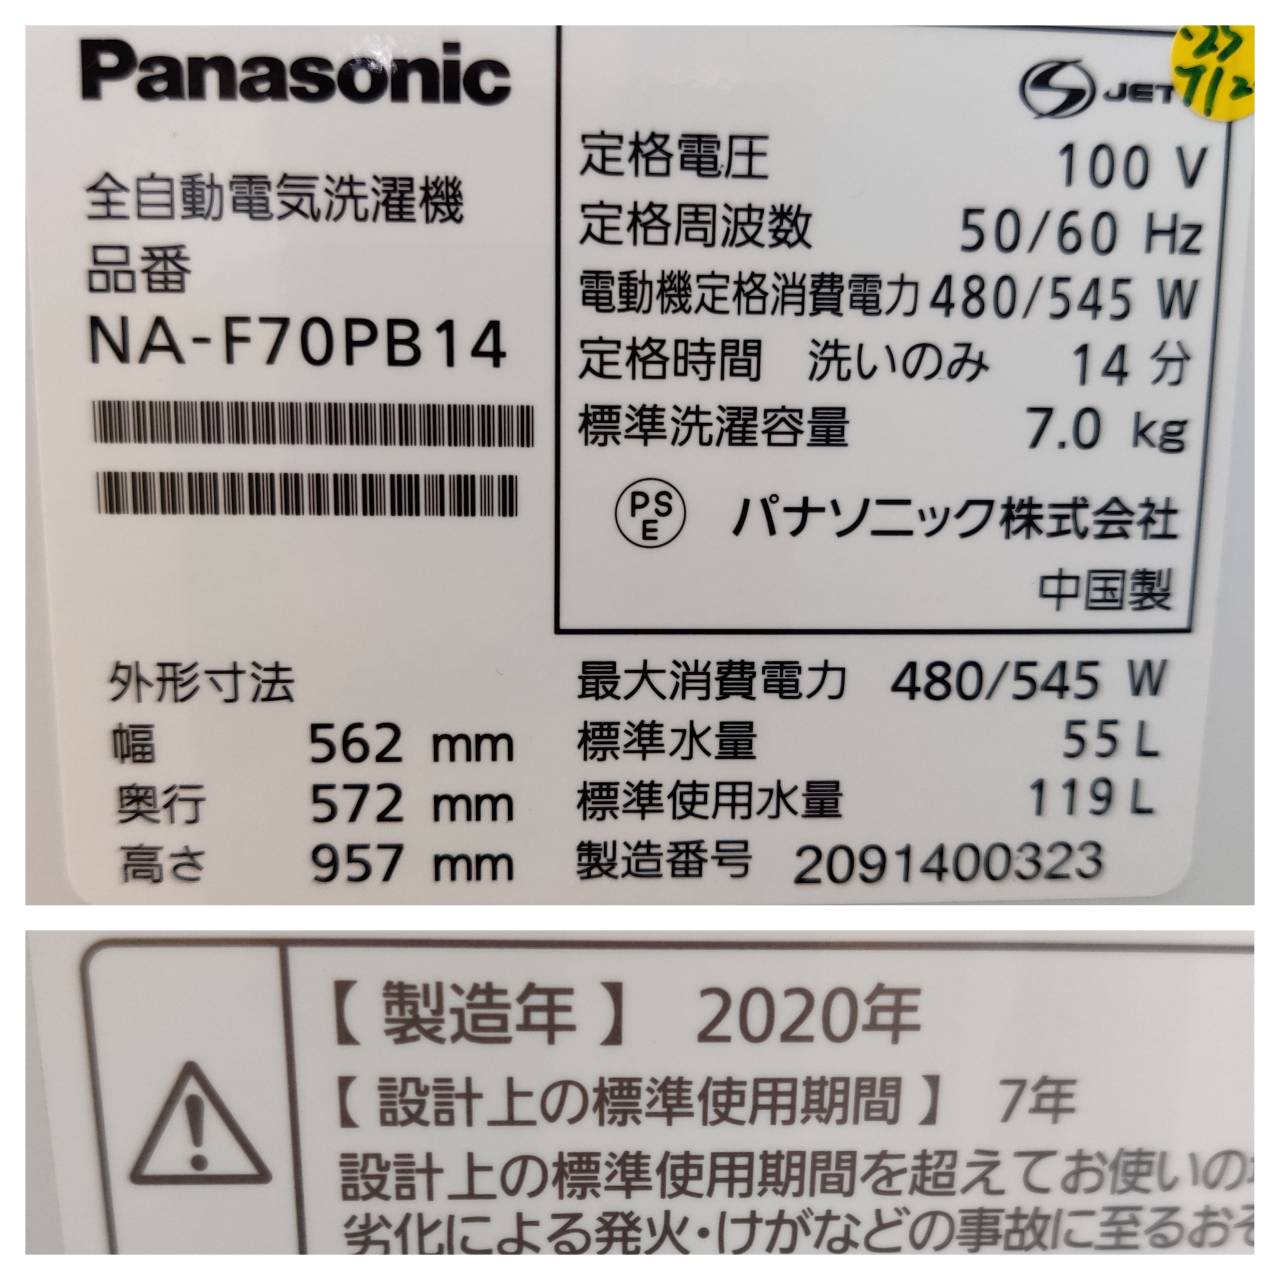 Panasonic
全自動電気洗濯機
品番
NA-F70PB14
外形寸法
幅 562 mm
奥行 572 mm
高さ 957 mm
JET
定格電圧 100 V
定格周波数 50/60 Hz
電動機定格消費電力 480/545 W
定格時間 洗いのみ 14 分
標準洗濯容量 7.0 kg
PS
E
パナソニック株式会社
中国製
最大消費電力 480/545 W
標準水量 55 L
標準使用水量 119 L
製造番号 2091400323
【製造年】 2020年
【設計上の標準使用期間】 7年
設計上の標準使用期間を超えてお使いの
劣化による発火・けがなどの事故に至るおそ